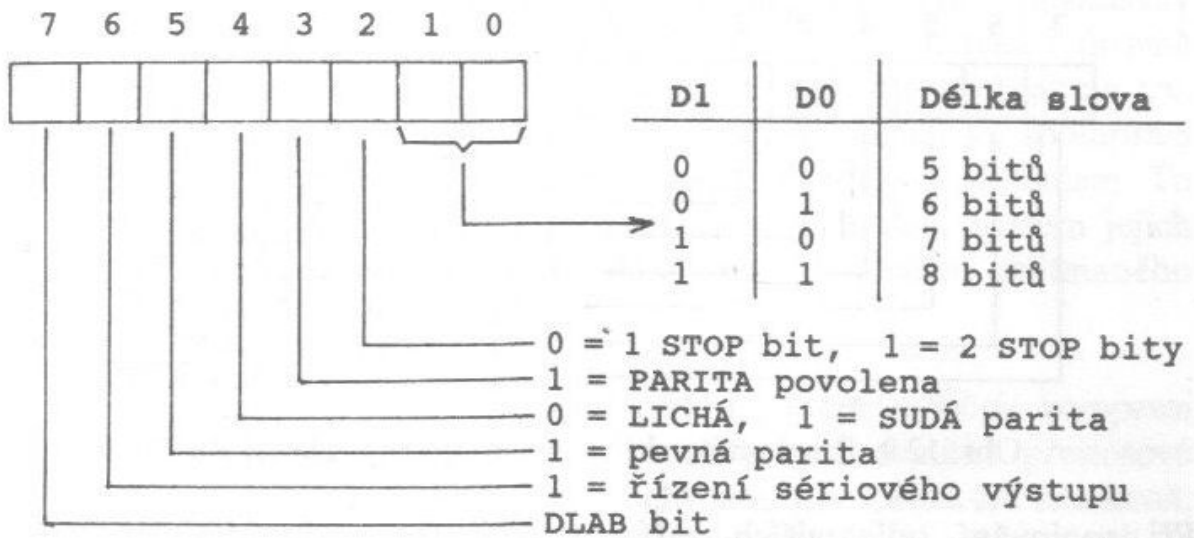 7 6 5 4 3 2 1 0
D1 D0 Délka slova
0 0 5 bitů
0 1 6 bitů
1 0 7 bitů
1 1 8 bitů
0 = 1 STOP bit, 1 = 2 STOP bity
1 = PARITA povolena
0 = LICHÁ, 1 = SUDÁ parita
1 = pevná parita
1 = řízení sériového výstupu
DLAB bit